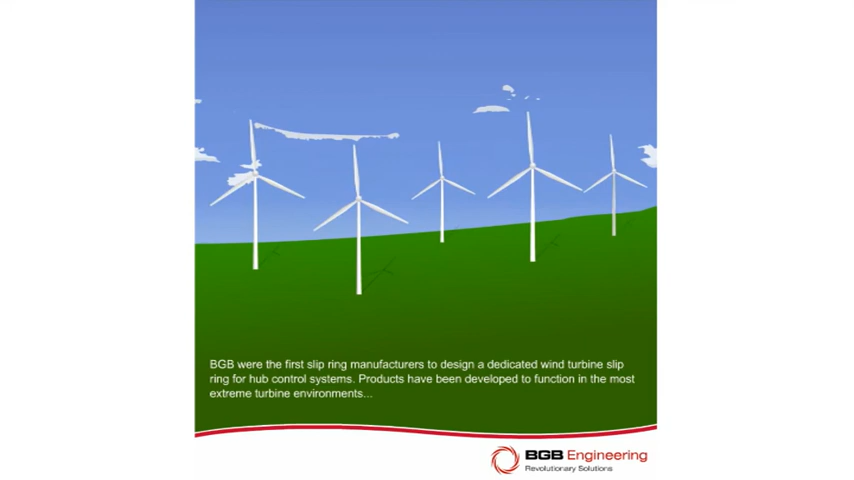 BGB were the first slip ring manufacturers to design a dedicated wind turbine slip
ring for hub control systems. Products have been developed to function in the most
extreme turbine environments...
BGB Engineering
Revolutionary Solutions